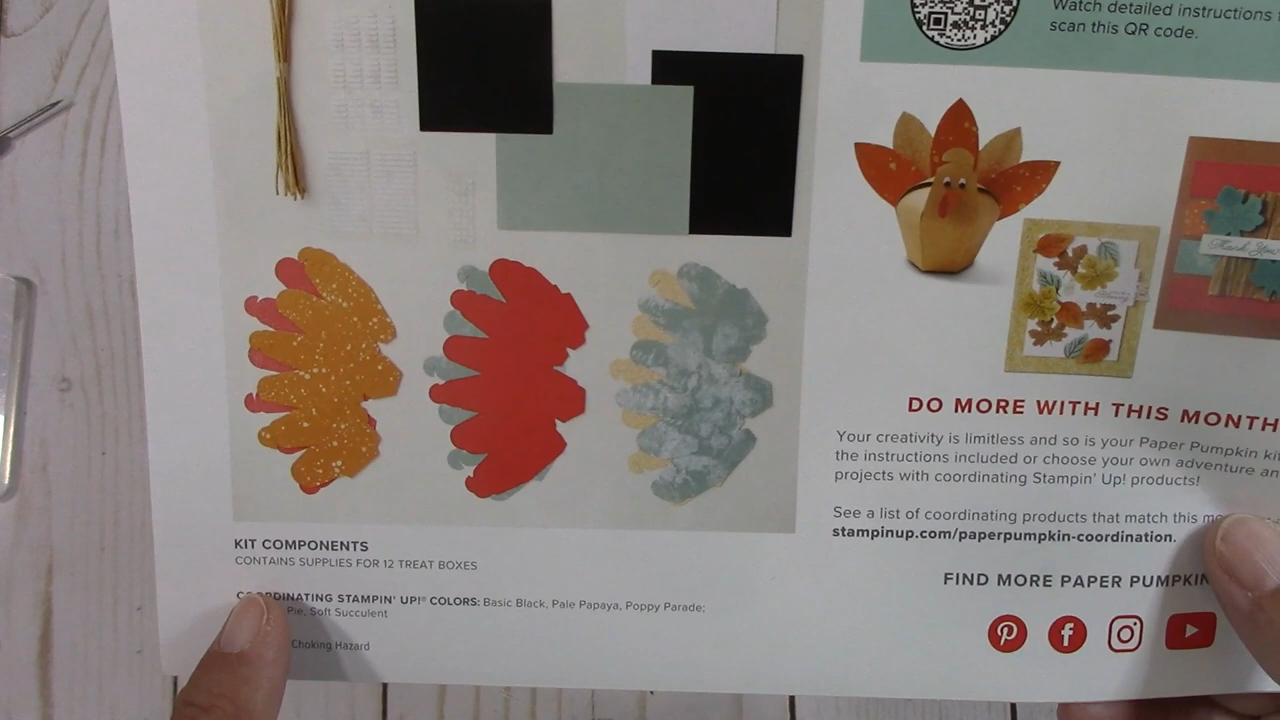 Watch detailed instructions
scan this QR code.
Thank You
DO MORE WITH THIS MONTH
Your creativity is limitless and so is your Paper Pumpkin
the instructions included or choose your own adventure
projects with coordinating Stampin' Up! products!
See a list of coordinating products that match this
stampinup.com/paperpumpkin-coordination.
FIND MORE PAPER PUMPKIN
KIT COMPONENTS
CONTAINS SUPPLIES FOR 12 TREAT BOXES
COORDINATING STAMPIN' UP!® COLORS: Basic Black, Pale Papaya, Poppy Parade;
Pie, Soft Succulent
Choking Hazard